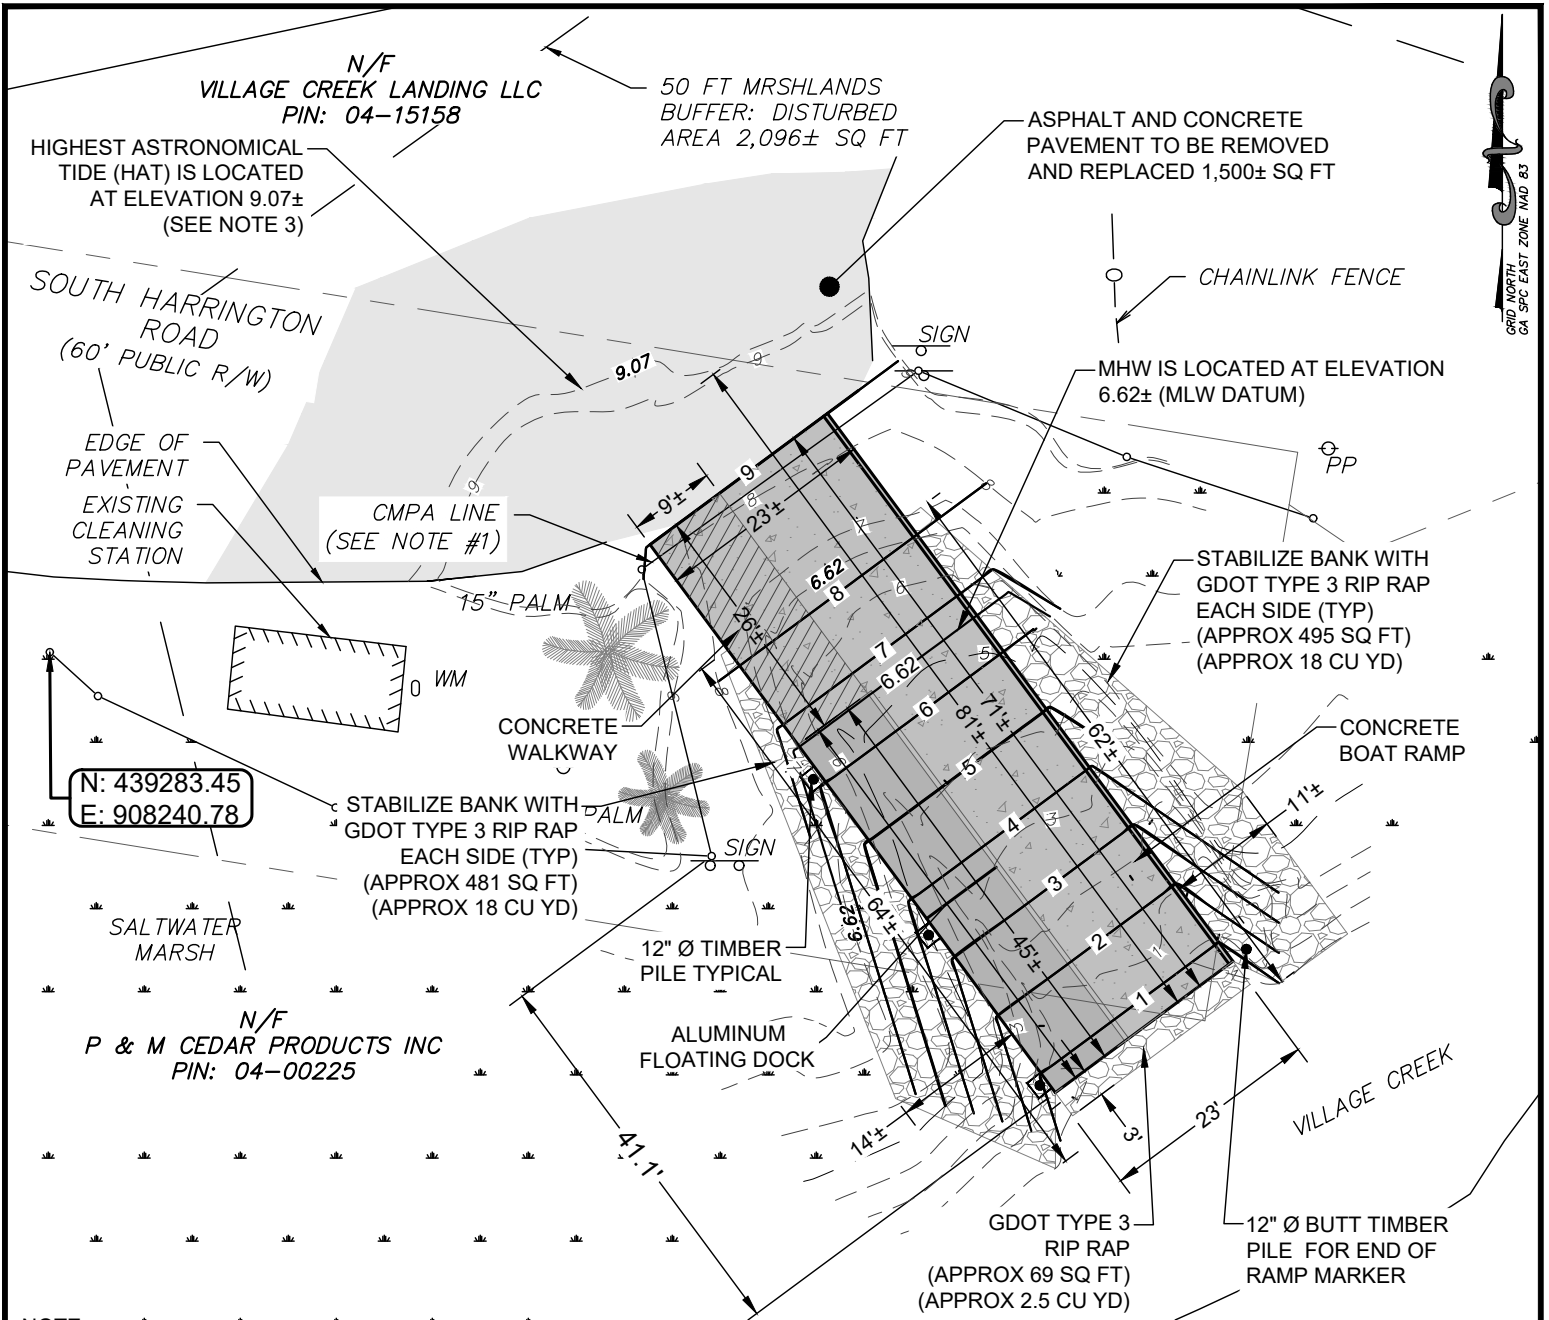 N/F
VILLAGE CREEK LANDING LLC
PIN: 04-15158
50 FT MRSHLANDS
BUFFER: DISTURBED
AREA 2,096± SQ FT
ASPHALT AND CONCRETE
PAVEMENT TO BE REMOVED
AND REPLACED 1,500± SQ FT
GRID NORTH
GA SPC EAST ZONE NAD 83
HIGHEST ASTRONOMICAL
TIDE (HAT) IS LOCATED
AT ELEVATION 9.07±
(SEE NOTE 3)
SOUTH HARRINGTON
ROAD
(60' PUBLIC R/W)
CHAINLINK FENCE
SIGN
9.07
9
9
MHW IS LOCATED AT ELEVATION
6.62± (MLW DATUM)
PP
EDGE OF
PAVEMENT
EXISTING
CLEANING
STATION
CMPA LINE
(SEE NOTE #1)
9'±
9
23'±
8
8
7
6.62
8
6
STABILIZE BANK WITH
GDOT TYPE 3 RIP RAP
EACH SIDE (TYP)
(APPROX 495 SQ FT)
(APPROX 18 CU YD)
15" PALM
26'±
7
6.62
6
5
WM
CONCRETE
WALKWAY
71'±
81'±
62'±
CONCRETE
BOAT RAMP
N: 439283.45
E: 908240.78
STABILIZE BANK WITH
GDOT TYPE 3 RIP RAP
EACH SIDE (TYP)
(APPROX 481 SQ FT)
(APPROX 18 CU YD)
PALM
SIGN
5
4
3
11'±
3
2
1
1
64'±
6.62
45'±
SALTWATER
MARSH
12" Ø TIMBER
PILE TYPICAL
N/F
P & M CEDAR PRODUCTS INC
PIN: 04-00225
ALUMINUM
FLOATING DOCK
14'±
3'
23'
VILLAGE CREEK
41.1'
GDOT TYPE 3
RIP RAP
(APPROX 69 SQ FT)
(APPROX 2.5 CU YD)
12" Ø BUTT TIMBER
PILE FOR END OF
RAMP MARKER